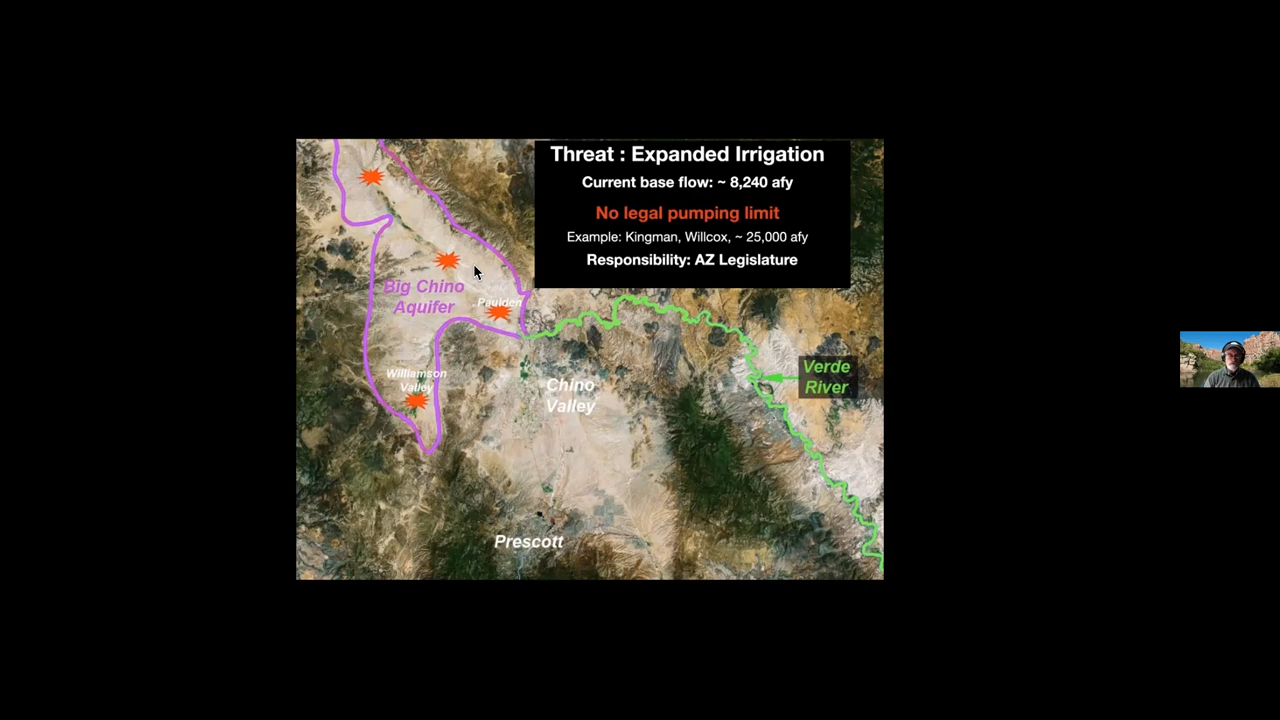 Threat : Expanded Irrigation
Current base flow: ~ 8,240 afy
No legal pumping limit
Example: Kingman, Willcox, ~ 25,000 afy
Responsibility: AZ Legislature
Big Chino
Aquifer
Paulden
Williamson
Valley
Chino
Valley
Verde
River
Prescott